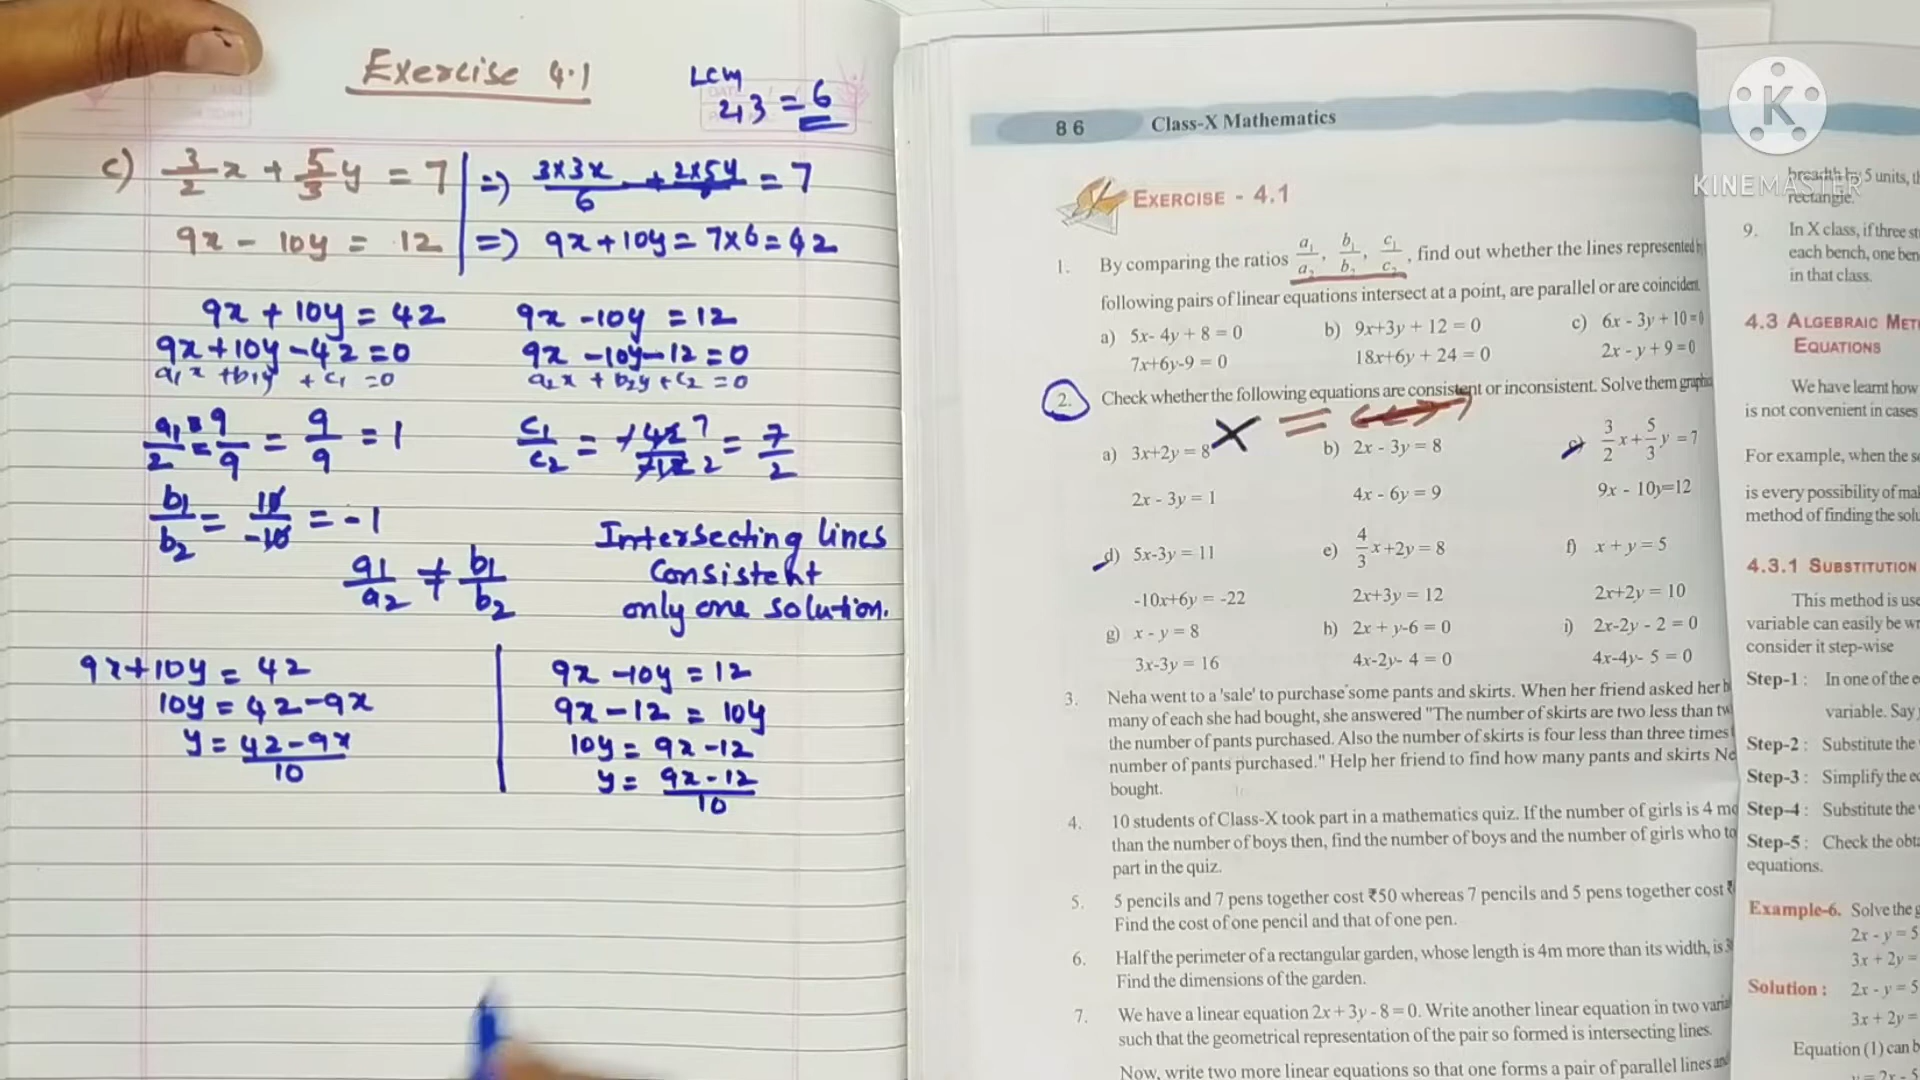 Exercise 4.1
LCM
2,3 = 6
c) 3/2 x + 5/3 y = 7 => 3x3x/6 + 2x5y = 7
9x - 10y = 12 => 9x + 10y = 7x6 = 42
9x + 10y = 42
9x + 10y - 42 = 0
a1x + b1y + c1 = 0
9x - 10y = 12
9x - 10y - 12 = 0
a2x + b2y + c2 = 0
a1/2 = 9/9 = 9/9 = 1
c1/c2 = -42 7/-12 2 = 7/2
b1/b2 = 10/-10 = -1
a1/a2 ≠ b1/b2
Intersecting lines
Consistent
only one solution.
9x + 10y = 42
10y = 42 - 9x
y = 42 - 9x/10
9x - 10y = 12
9x - 12 = 10y
10y = 9x - 12
y = 9x - 12/10
86 Class-X Mathematics
EXERCISE - 4.1
1. By comparing the ratios a1/a2, b1/b2, c1/c2, find out whether the lines represented
following pairs of linear equations intersect at a point, are parallel or are coincident
a) 5x- 4y + 8 = 0 b) 9x+3y + 12 = 0 c) 6x - 3y + 10 = 0
7x+6y-9 = 0 18x+6y + 24 = 0 2x - y + 9 = 0
2. Check whether the following equations are consistent or inconsistent. Solve them
a) 3x+2y = 8 b) 2x - 3y = 8 c) 3/2 x + 5/3 y = 7
2x - 3y = 1 4x - 6y = 9 9x - 10y=12
d) 5x-3y = 11 e) 4/3 x+2y = 8 f) x + y = 5
-10x+6y = -22 2x+3y = 12 2x+2y = 10
g) x - y = 8 h) 2x + y-6 = 0 i) 2x-2y - 2 = 0
3x-3y = 16 4x-2y- 4 = 0 4x-4y- 5 = 0
3. Neha went to a 'sale' to purchase some pants and skirts. When her friend asked her
many of each she had bought, she answered "The number of skirts are two less than
the number of pants purchased. Also the number of skirts is four less than three times
number of pants purchased." Help her friend to find how many pants and skirts
bought.
4. 10 students of Class-X took part in a mathematics quiz. If the number of girls is 4
than the number of boys then, find the number of boys and the number of girls who
part in the quiz.
5. 5 pencils and 7 pens together cost ₹50 whereas 7 pencils and 5 pens together cost ₹
Find the cost of one pencil and that of one pen.
6. Half the perimeter of a rectangular garden, whose length is 4m more than its width, is
Find the dimensions of the garden.
7. We have a linear equation 2x + 3y - 8 = 0. Write another linear equation in two
such that the geometrical representation of the pair so formed is intersecting lines.
Now, write two more linear equations so that one forms a pair of parallel lines
K
KINEMASTER
breadth by 5 units,
rectangle.
9. In X class, if three
each bench, one
in that class.
4.3 ALGEBRAIC
EQUATIONS
We have learnt how
is not convenient in cases
For example, when the
is every possibility of
method of finding the
4.3.1 SUBSTITUTION
This method is
variable can easily be
consider it step-wise
Step-1 : In one of the
variable. Say
Step-2 : Substitute the
Step-3 : Simplify the
Step-4 : Substitute the
Step-5 : Check the
equations.
Example-6. Solve the
2x - y = 5
3x + 2y =
Solution : 2x - y = 5
3x + 2y =
Equation (1) can